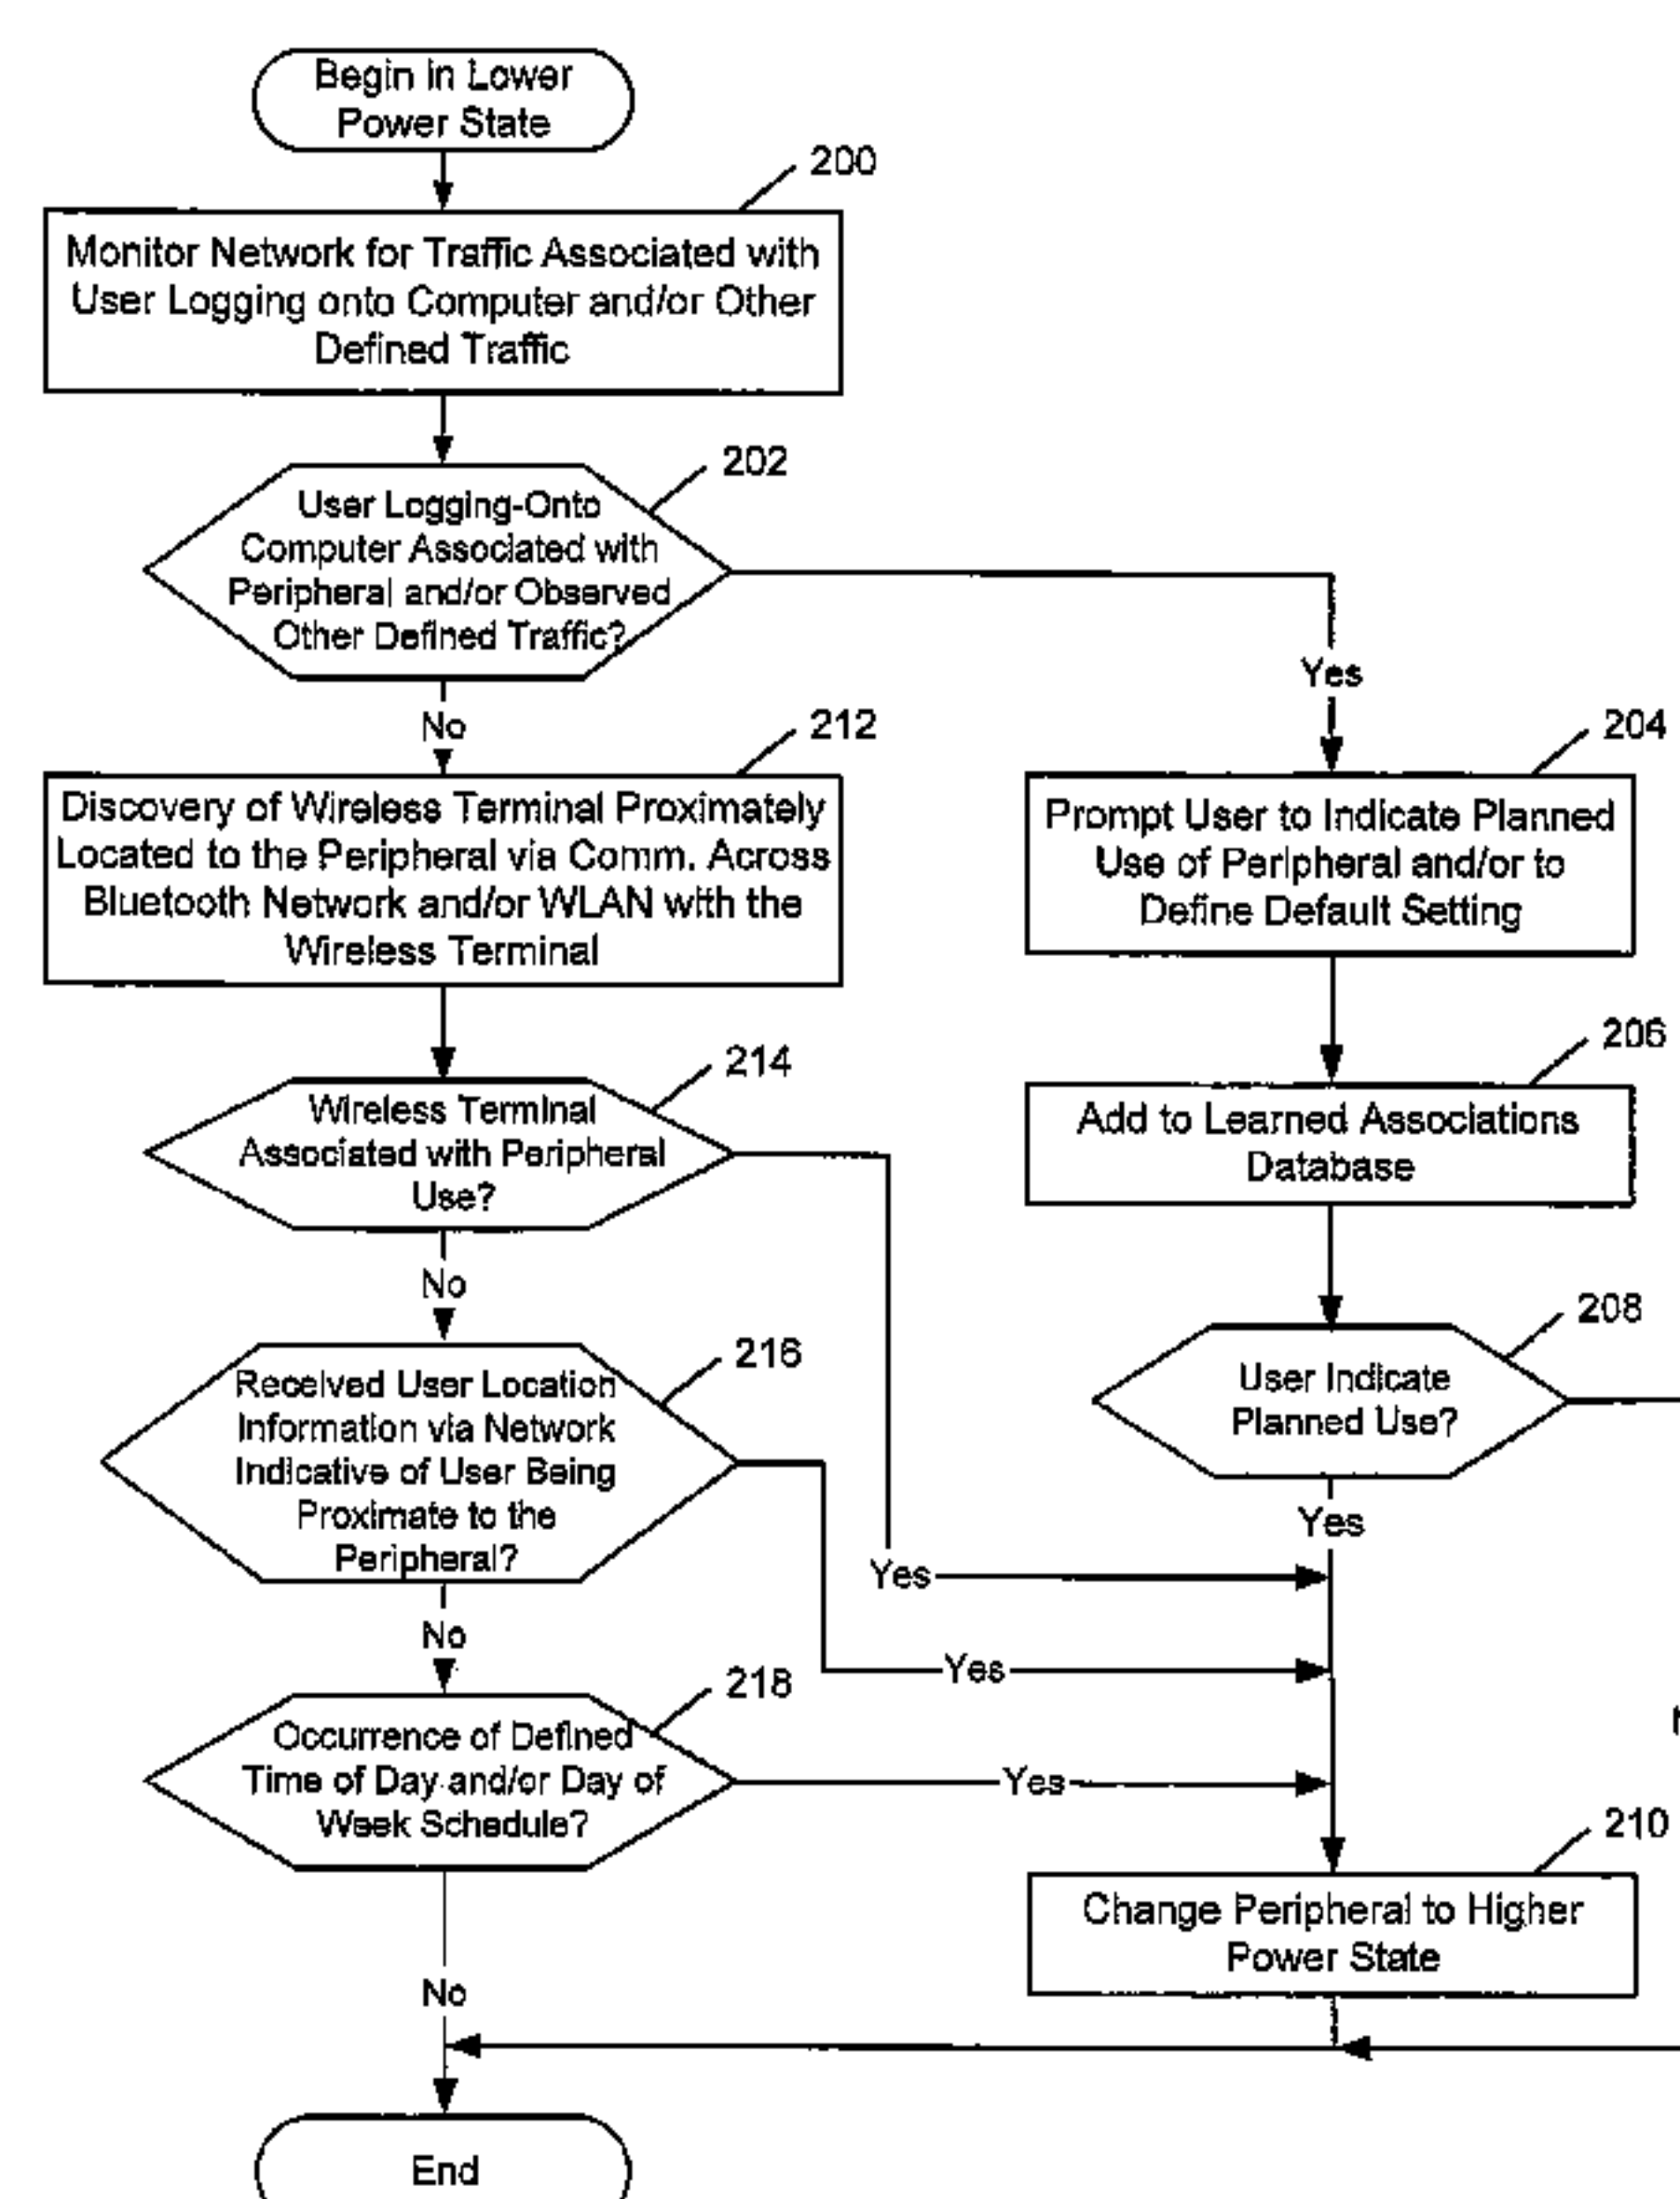 Begin in Lower
Power State
200
Monitor Network for Traffic Associated with
User Logging onto Computer and/or Other
Defined Traffic
202
User Logging-Onto
Computer Associated with
Peripheral and/or Observed
Other Defined Traffic?
Yes
No
212
Discovery of Wireless Terminal Proximately
Located to the Peripheral via Comm. Across
Bluetooth Network and/or WLAN with the
Wireless Terminal
204
Prompt User to Indicate Planned
Use of Peripheral and/or to
Define Default Setting
206
Add to Learned Associations
Database
214
Wireless Terminal
Associated with Peripheral
Use?
No
208
User Indicate
Planned Use?
Yes
216
Received User Location
Information via Network
Indicative of User Being
Proximate to the
Peripheral?
Yes
No
Yes
218
Occurrence of Defined
Time of Day and/or Day of
Week Schedule?
Yes
210
Change Peripheral to Higher
Power State
No
End